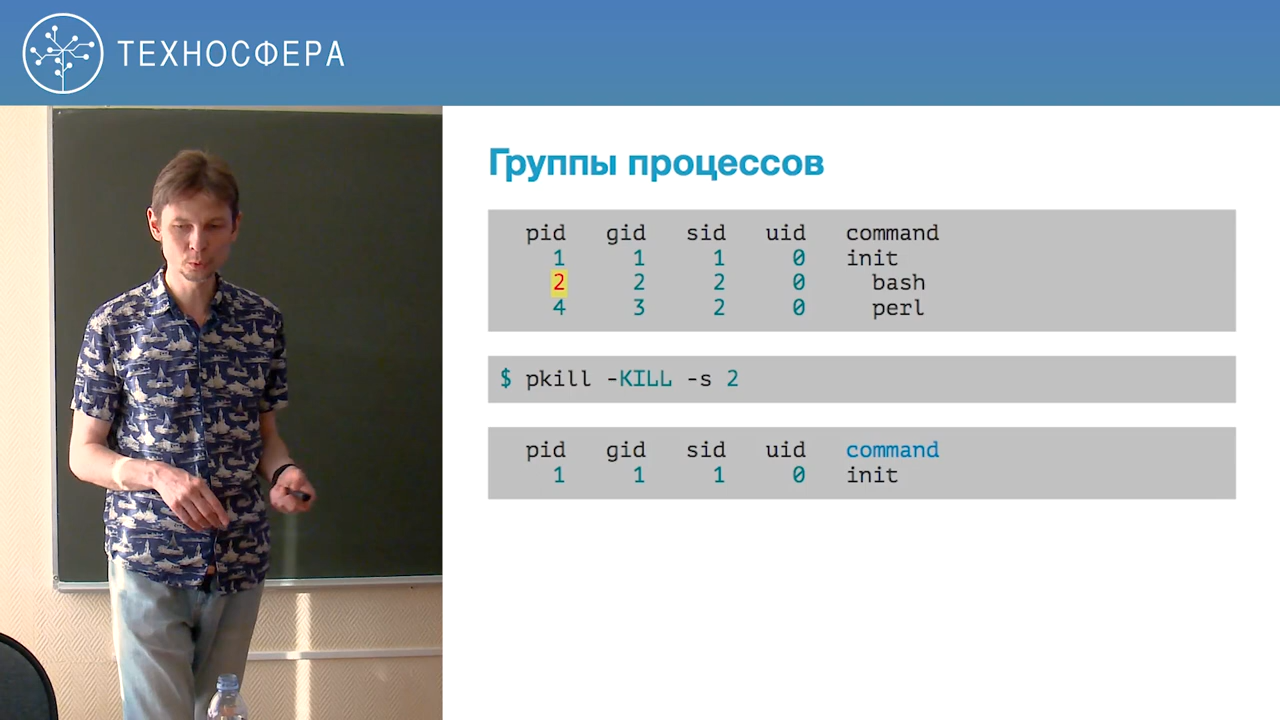 ТЕХНОСФЕРА
Группы процессов
pid gid sid uid command
1 1 1 0 init
2 2 2 0 bash
4 3 2 0 perl
$ pkill -KILL -s 2
pid gid sid uid command
1 1 1 0 init